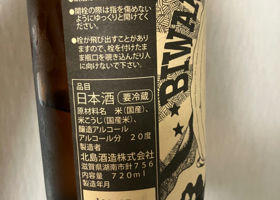 ●開栓の際は指を傷めない
ようにゆっくりと開けてくだ
さい。
●栓が飛び出すことがあり
ますので、栓を付けたま
ま瓶口を覗き込んだり人
に向けないで下さい。
品目
日本酒 (要冷蔵)
原材料名 米(国産)、
米こうじ(国産米)、
醸造アルコール
アルコール分 20度
製造者
北島酒造株式会社
滋賀県湖南市針756
内容量 720ml
製造年月
BIWA